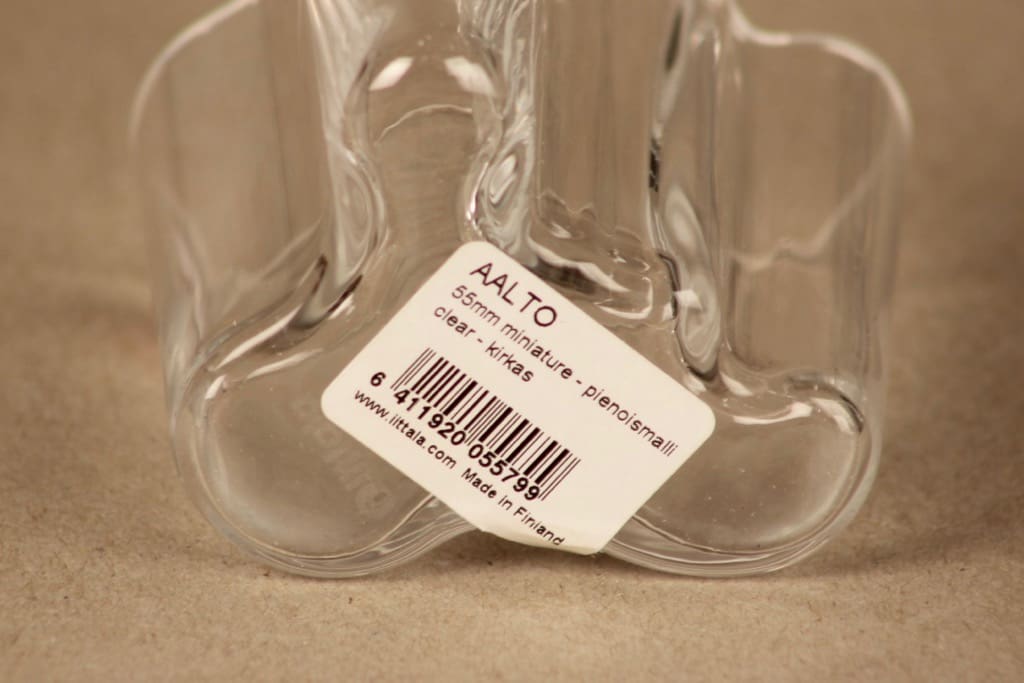 AALTO
55mm miniature - pienoismalli
clear - kirkas
6 411920 055799
www.iittala.com Made in Finland